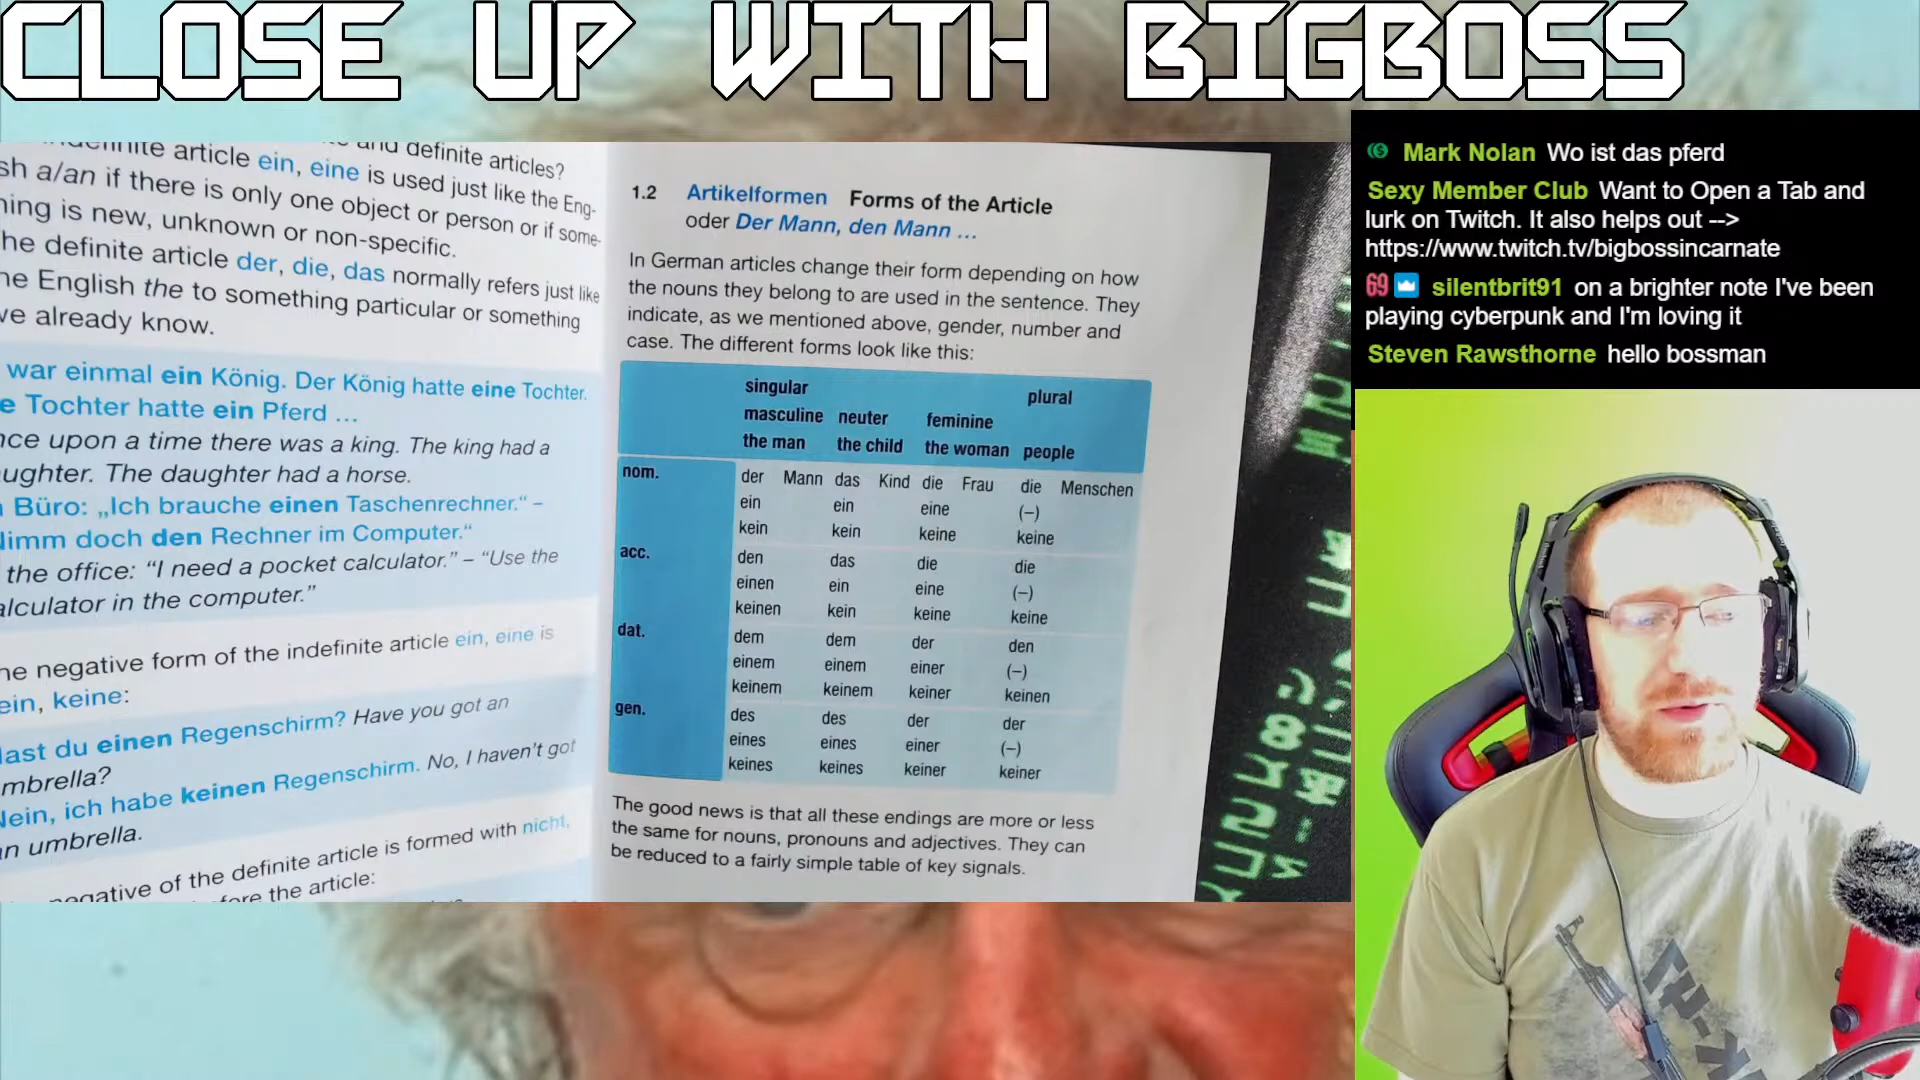 CLOSE UP WITH BIGBOSS
and definite articles?
article ein, eine is used just like the Eng-
sh a/an if there is only one object or person or if some-
hing is new, unknown or non-specific.
he definite article der, die, das normally refers just like
he English the to something particular or something
ve already know.
war einmal ein König. Der König hatte eine Tochter.
e Tochter hatte ein Pferd ...
nce upon a time there was a king. The king had a
ughter. The daughter had a horse.
Büro: „Ich brauche einen Taschenrechner.“ –
Nimm doch den Rechner im Computer.“
the office: “I need a pocket calculator.” – “Use the
alculator in the computer.”
he negative form of the indefinite article ein, eine is
ein, keine:
Hast du einen Regenschirm? Have you got an
mbrella?
Nein, ich habe keinen Regenschirm. No, I haven't got
n umbrella.
negative of the definite article is formed with nicht,
fore the article:
1.2 Artikelformen Forms of the Article
oder Der Mann, den Mann ...
In German articles change their form depending on how
the nouns they belong to are used in the sentence. They
indicate, as we mentioned above, gender, number and
case. The different forms look like this:
singular plural
masculine neuter feminine
the man the child the woman people
nom. der Mann das Kind die Frau die Menschen
ein ein eine (–)
kein kein keine keine
acc. den das die die
einen ein eine (–)
keinen kein keine keine
dat. dem dem der den
einem einem einer (–)
keinem keinem keiner keinen
gen. des des der der
eines eines einer (–)
keines keines keiner keiner
The good news is that all these endings are more or less
the same for nouns, pronouns and adjectives. They can
be reduced to a fairly simple table of key signals.
Mark Nolan Wo ist das pferd
Sexy Member Club Want to Open a Tab and
lurk on Twitch. It also helps out -->
https://www.twitch.tv/bigbossincarnate
69 silentbrit91 on a brighter note I've been
playing cyberpunk and I'm loving it
Steven Rawsthorne hello bossman